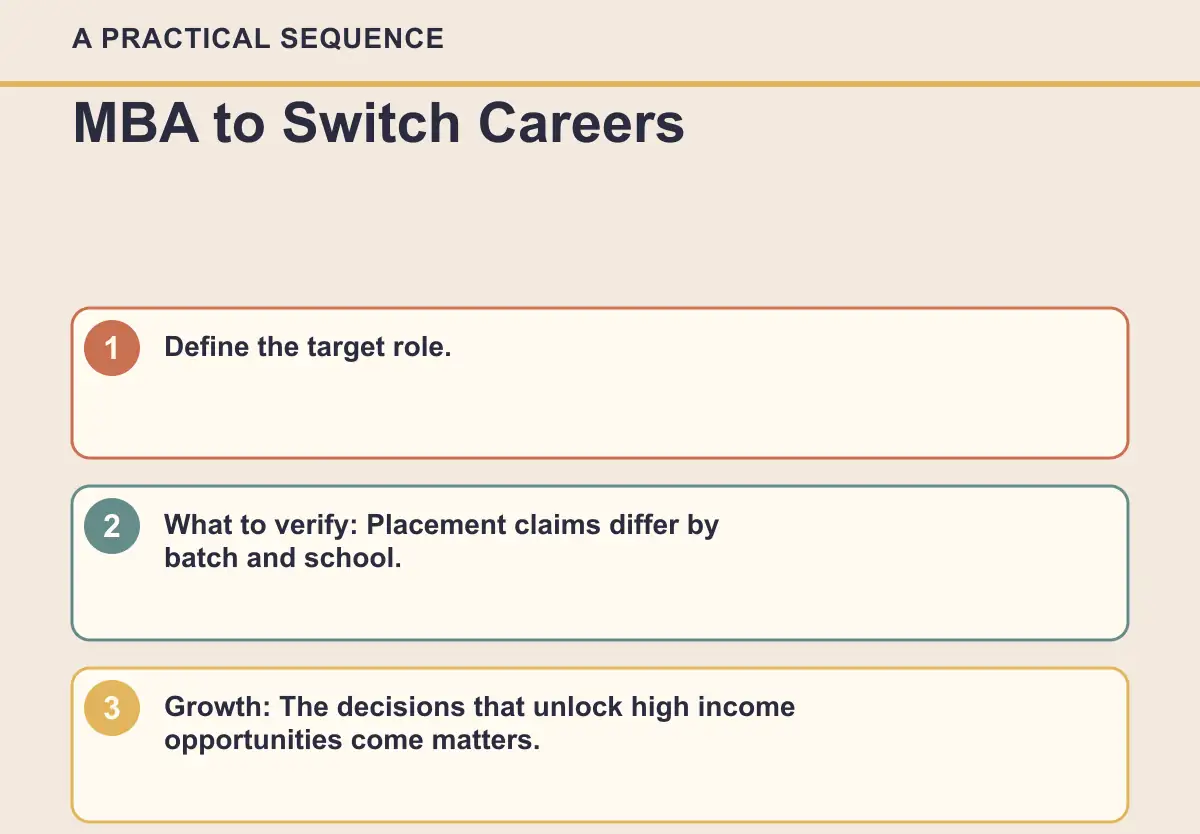 A PRACTICAL SEQUENCE
MBA to Switch Careers
1
Define the target role.
2
What to verify: Placement claims differ by
batch and school.
3
Growth: The decisions that unlock high income
opportunities come matters.